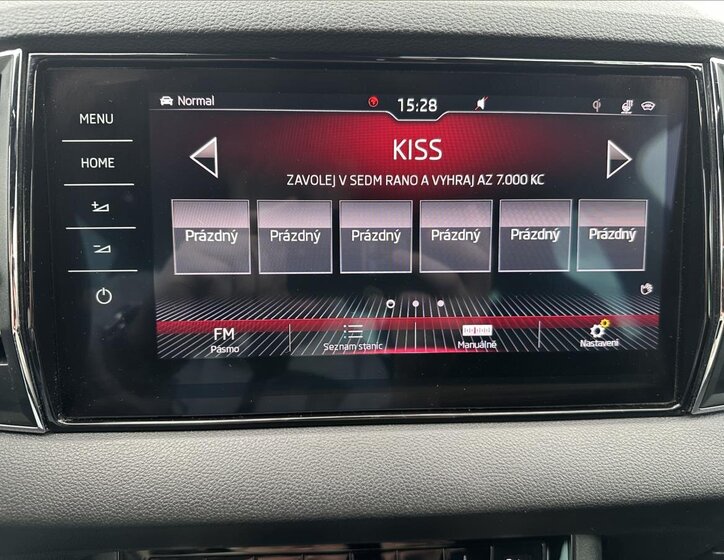 Normal
15:28
MENU
KISS
HOME
ZAVOLEJ V SEDM RANO A VYHRAJ AZ 7.000 KC
Prázdný Prázdný Prázdný Prázdný Prázdný Prázdný
FM
Pásmo
Seznam stanic
Manuálně
Nastavení